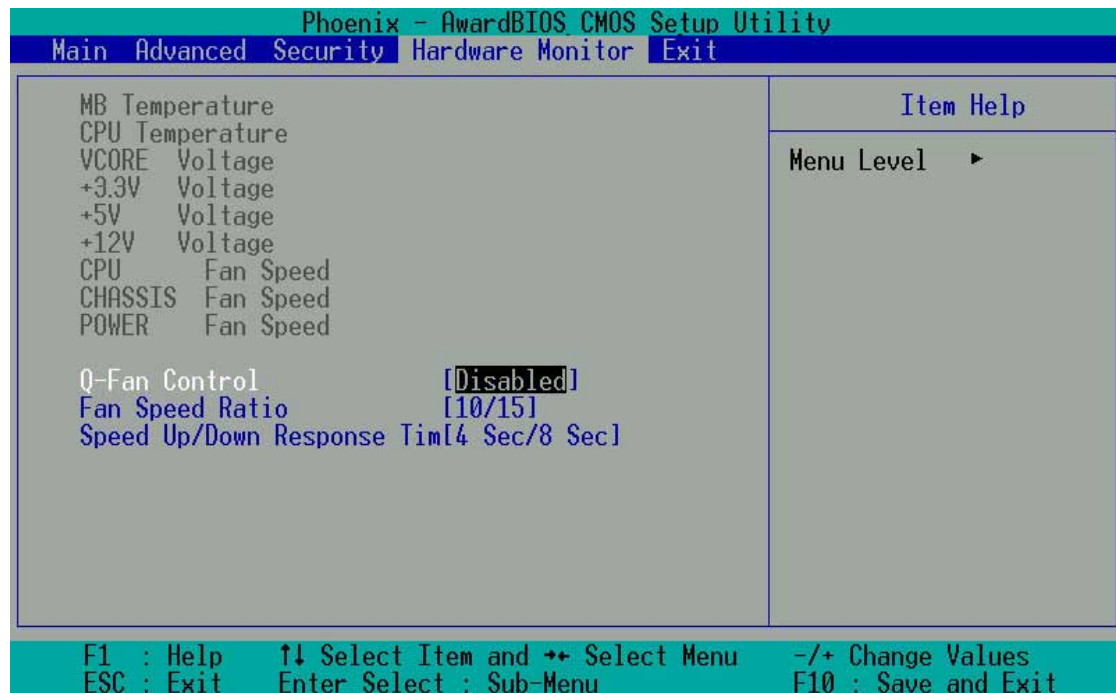 Phoenix - AwardBIOS CMOS Setup Utility
Main Advanced Security Hardware Monitor Exit
MB Temperature
CPU Temperature
VCORE Voltage
+3.3V Voltage
+5V Voltage
+12V Voltage
CPU Fan Speed
CHASSIS Fan Speed
POWER Fan Speed
Q-Fan Control [Disabled]
Fan Speed Ratio [10/15]
Speed Up/Down Response Tim[4 Sec/8 Sec]
Item Help
Menu Level ►
F1 : Help ↑↓ Select Item and →← Select Menu -/+ Change Values
ESC : Exit Enter Select : Sub-Menu F10 : Save and Exit